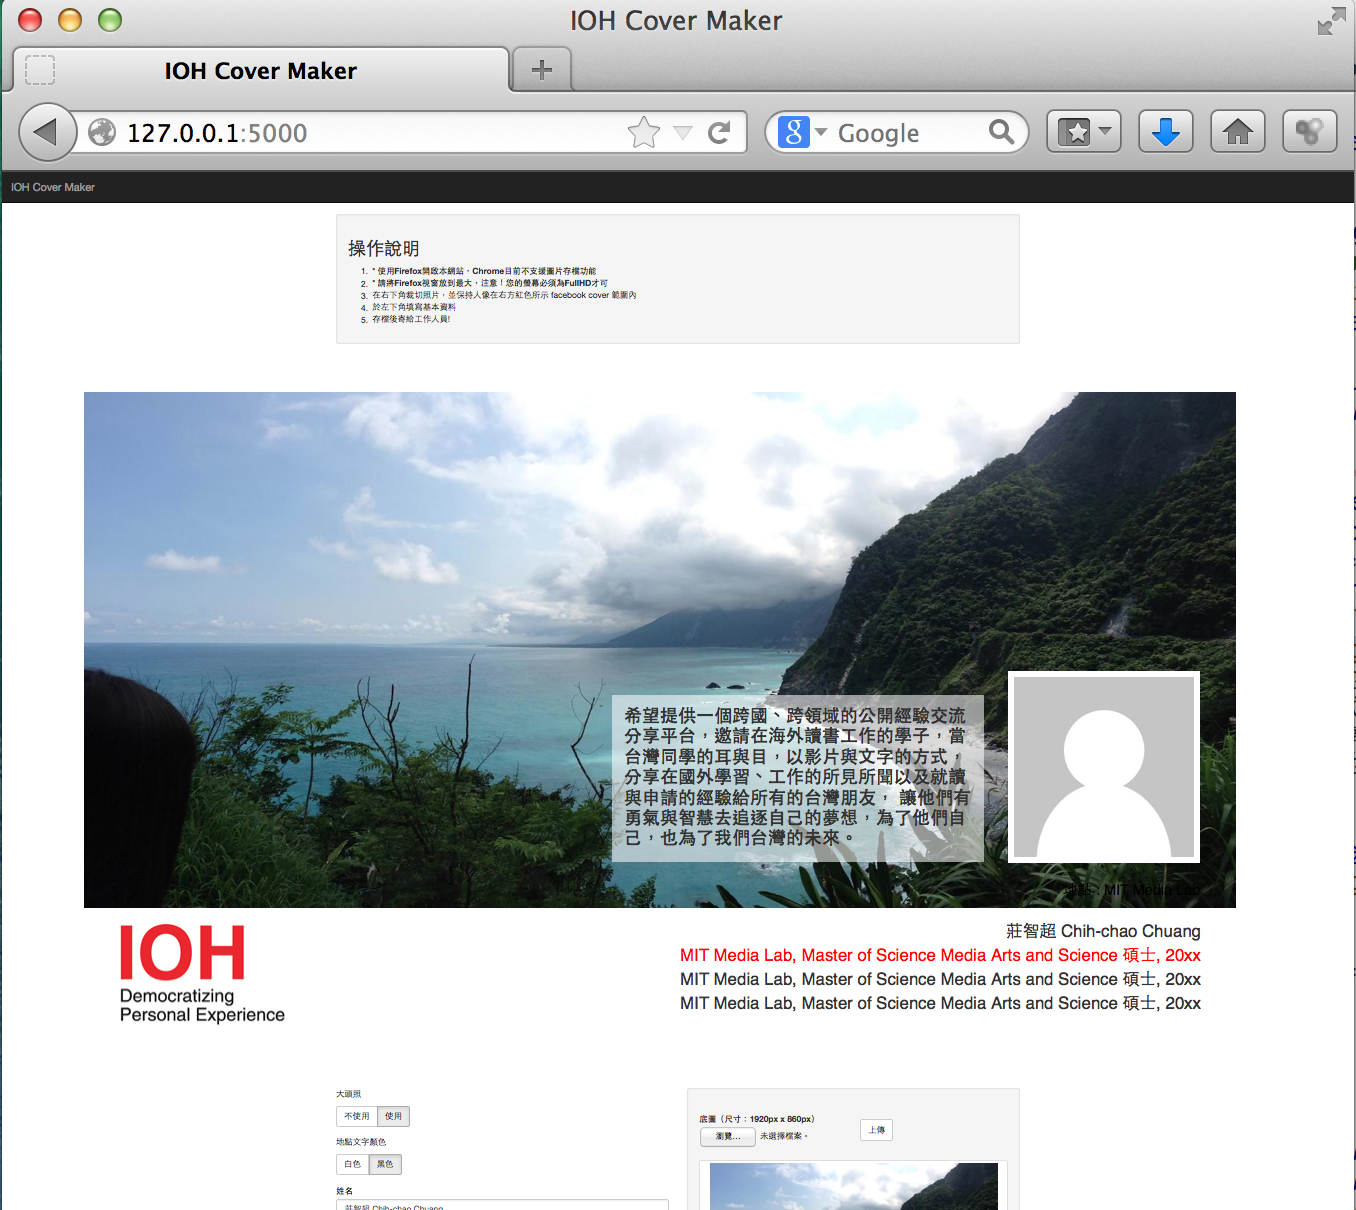 IOH Cover Maker
IOH Cover Maker
127.0.0.1:5000
Google
IOH Cover Maker
操作說明
1. * 使用Firefox開啟本網站，Chrome目前不支援圖片存檔功能
2. * 請將Firefox視窗放到最大，注意！您的螢幕必須為FullHD才可
3. 在右下角裁切照片，並保持人像在右方紅色所示 facebook cover 範圍內
4. 於左下角填寫基本資料
5. 存檔後寄給工作人員!
希望提供一個跨國、跨領域的公開經驗交流
分享平台，邀請在海外讀書工作的學子，當
台灣同學的耳與目，以影片與文字的方式，
分享在國外學習、工作的所見所聞以及就讀
與申請的經驗給所有的台灣朋友， 讓他們有
勇氣與智慧去追逐自己的夢想，為了他們自
己，也為了我們台灣的未來。
地點 : MIT Media Lab
IOH
Democratizing
Personal Experience
莊智超 Chih-chao Chuang
MIT Media Lab, Master of Science Media Arts and Science 碩士, 20xx
MIT Media Lab, Master of Science Media Arts and Science 碩士, 20xx
MIT Media Lab, Master of Science Media Arts and Science 碩士, 20xx
大頭照
不使用 使用
地點文字顏色
白色 黑色
姓名
莊智超 Chih-chao Chuang
底圖（尺寸：1920px x 860px）
瀏覽... 未選擇檔案。
上傳